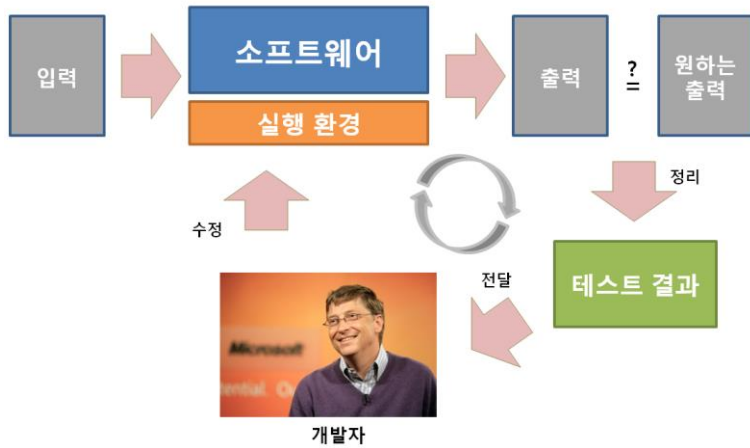 입력
소프트웨어
실행 환경
출력
?
=
원하는
출력
수정
정리
전달
테스트 결과
Microsoft
개발자